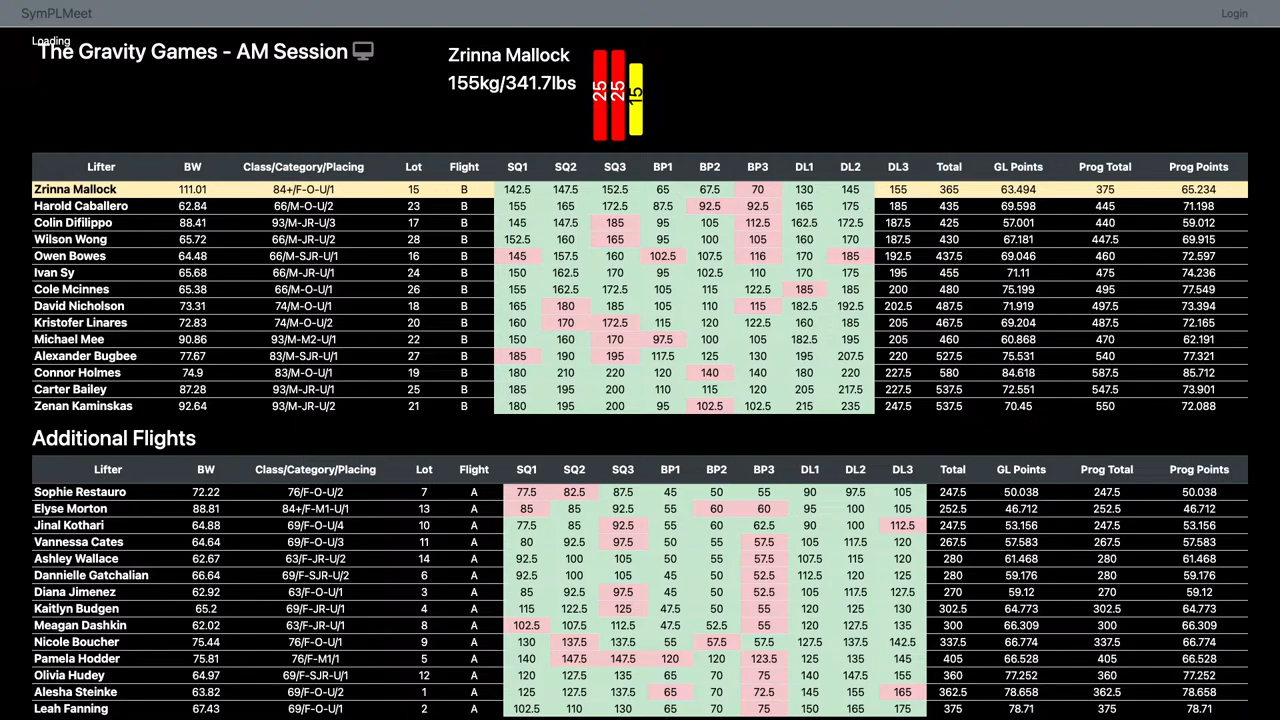 SymPLMeet Login
Loading
The Gravity Games - AM Session
Zrinna Mallock
155kg/341.7lbs
25 25 15
Lifter BW Class/Category/Placing Lot Flight SQ1 SQ2 SQ3 BP1 BP2 BP3 DL1 DL2 DL3 Total GL Points Prog Total Prog Points
Zrinna Mallock 111.01 84+/F-O-U/1 15 B 142.5 147.5 152.5 65 67.5 70 130 145 155 365 63.494 375 65.234
Harold Caballero 62.84 66/M-O-U/2 23 B 155 165 172.5 87.5 92.5 92.5 165 175 185 435 69.598 445 71.198
Colin Difilippo 88.41 93/M-JR-U/3 17 B 145 147.5 185 95 105 112.5 162.5 172.5 187.5 425 57.001 440 59.012
Wilson Wong 65.72 66/M-JR-U/2 28 B 152.5 160 165 95 100 105 160 170 187.5 430 67.181 447.5 69.915
Owen Bowes 64.48 66/M-SJR-U/1 16 B 145 157.5 160 102.5 107.5 116 170 185 192.5 437.5 69.046 460 72.597
Ivan Sy 65.68 66/M-JR-U/1 24 B 150 162.5 170 95 102.5 110 170 175 195 455 71.11 475 74.236
Cole Mcinnes 65.38 66/M-O-U/1 26 B 155 162.5 172.5 105 115 122.5 185 185 200 480 75.199 495 77.549
David Nicholson 73.31 74/M-O-U/1 18 B 165 180 185 105 110 115 182.5 192.5 202.5 487.5 71.919 497.5 73.394
Kristofer Linares 72.83 74/M-O-U/2 20 B 160 170 172.5 115 120 122.5 160 185 205 467.5 69.204 487.5 72.165
Michael Mee 90.86 93/M-M2-U/1 22 B 150 160 170 97.5 100 105 182.5 195 205 460 60.868 470 62.191
Alexander Bugbee 77.67 83/M-SJR-U/1 27 B 185 190 195 117.5 125 130 195 207.5 220 527.5 75.531 540 77.321
Connor Holmes 74.9 83/M-O-U/1 19 B 180 210 220 120 140 140 180 220 227.5 580 84.618 587.5 85.712
Carter Bailey 87.28 93/M-JR-U/1 25 B 185 195 200 110 115 120 205 217.5 227.5 537.5 72.551 547.5 73.901
Zenan Kaminskas 92.64 93/M-JR-U/2 21 B 180 195 200 95 102.5 102.5 215 235 247.5 537.5 70.45 550 72.088
Additional Flights
Lifter BW Class/Category/Placing Lot Flight SQ1 SQ2 SQ3 BP1 BP2 BP3 DL1 DL2 DL3 Total GL Points Prog Total Prog Points
Sophie Restauro 72.22 76/F-O-U/2 7 A 77.5 82.5 87.5 45 50 55 90 97.5 105 247.5 50.038 247.5 50.038
Elyse Morton 88.81 84+/F-M1-U/1 13 A 85 85 92.5 55 60 60 95 100 105 252.5 46.712 252.5 46.712
Jinal Kothari 64.88 69/F-O-U/4 10 A 77.5 85 92.5 60 60 62.5 90 100 112.5 247.5 53.156 247.5 53.156
Vannessa Cates 64.64 69/F-O-U/3 11 A 80 92.5 97.5 50 55 57.5 105 117.5 120 267.5 57.583 267.5 57.583
Ashley Wallace 62.67 63/F-JR-U/2 14 A 92.5 100 105 50 55 57.5 107.5 115 120 280 61.468 280 61.468
Dannielle Gatchalian 66.64 69/F-SJR-U/2 6 A 92.5 100 105 45 50 52.5 112.5 120 125 280 59.176 280 59.176
Diana Jimenez 62.92 63/F-O-U/1 3 A 85 92.5 97.5 45 50 52.5 105 117.5 127.5 270 59.12 270 59.12
Kaitlyn Budgen 65.2 69/F-JR-U/1 4 A 115 122.5 125 47.5 50 55 120 125 130 302.5 64.773 302.5 64.773
Meagan Dashkin 62.02 63/F-JR-U/1 8 A 102.5 107.5 112.5 47.5 52.5 55 120 127.5 135 300 66.309 300 66.309
Nicole Boucher 75.44 76/F-O-U/1 9 A 130 137.5 137.5 55 57.5 57.5 127.5 137.5 142.5 337.5 66.774 337.5 66.774
Pamela Hodder 75.81 76/F-M1/1 5 A 140 147.5 147.5 120 120 123.5 125 135 145 405 66.528 405 66.528
Olivia Hudey 64.97 69/F-SJR-U/1 12 A 120 127.5 135 65 70 75 140 147.5 155 360 77.252 360 77.252
Alesha Steinke 63.82 69/F-O-U/2 1 A 125 127.5 137.5 65 70 72.5 145 155 165 362.5 78.658 362.5 78.658
Leah Fanning 67.43 69/F-O-U/1 2 A 102.5 110 130 65 70 75 150 165 175 375 78.71 375 78.71